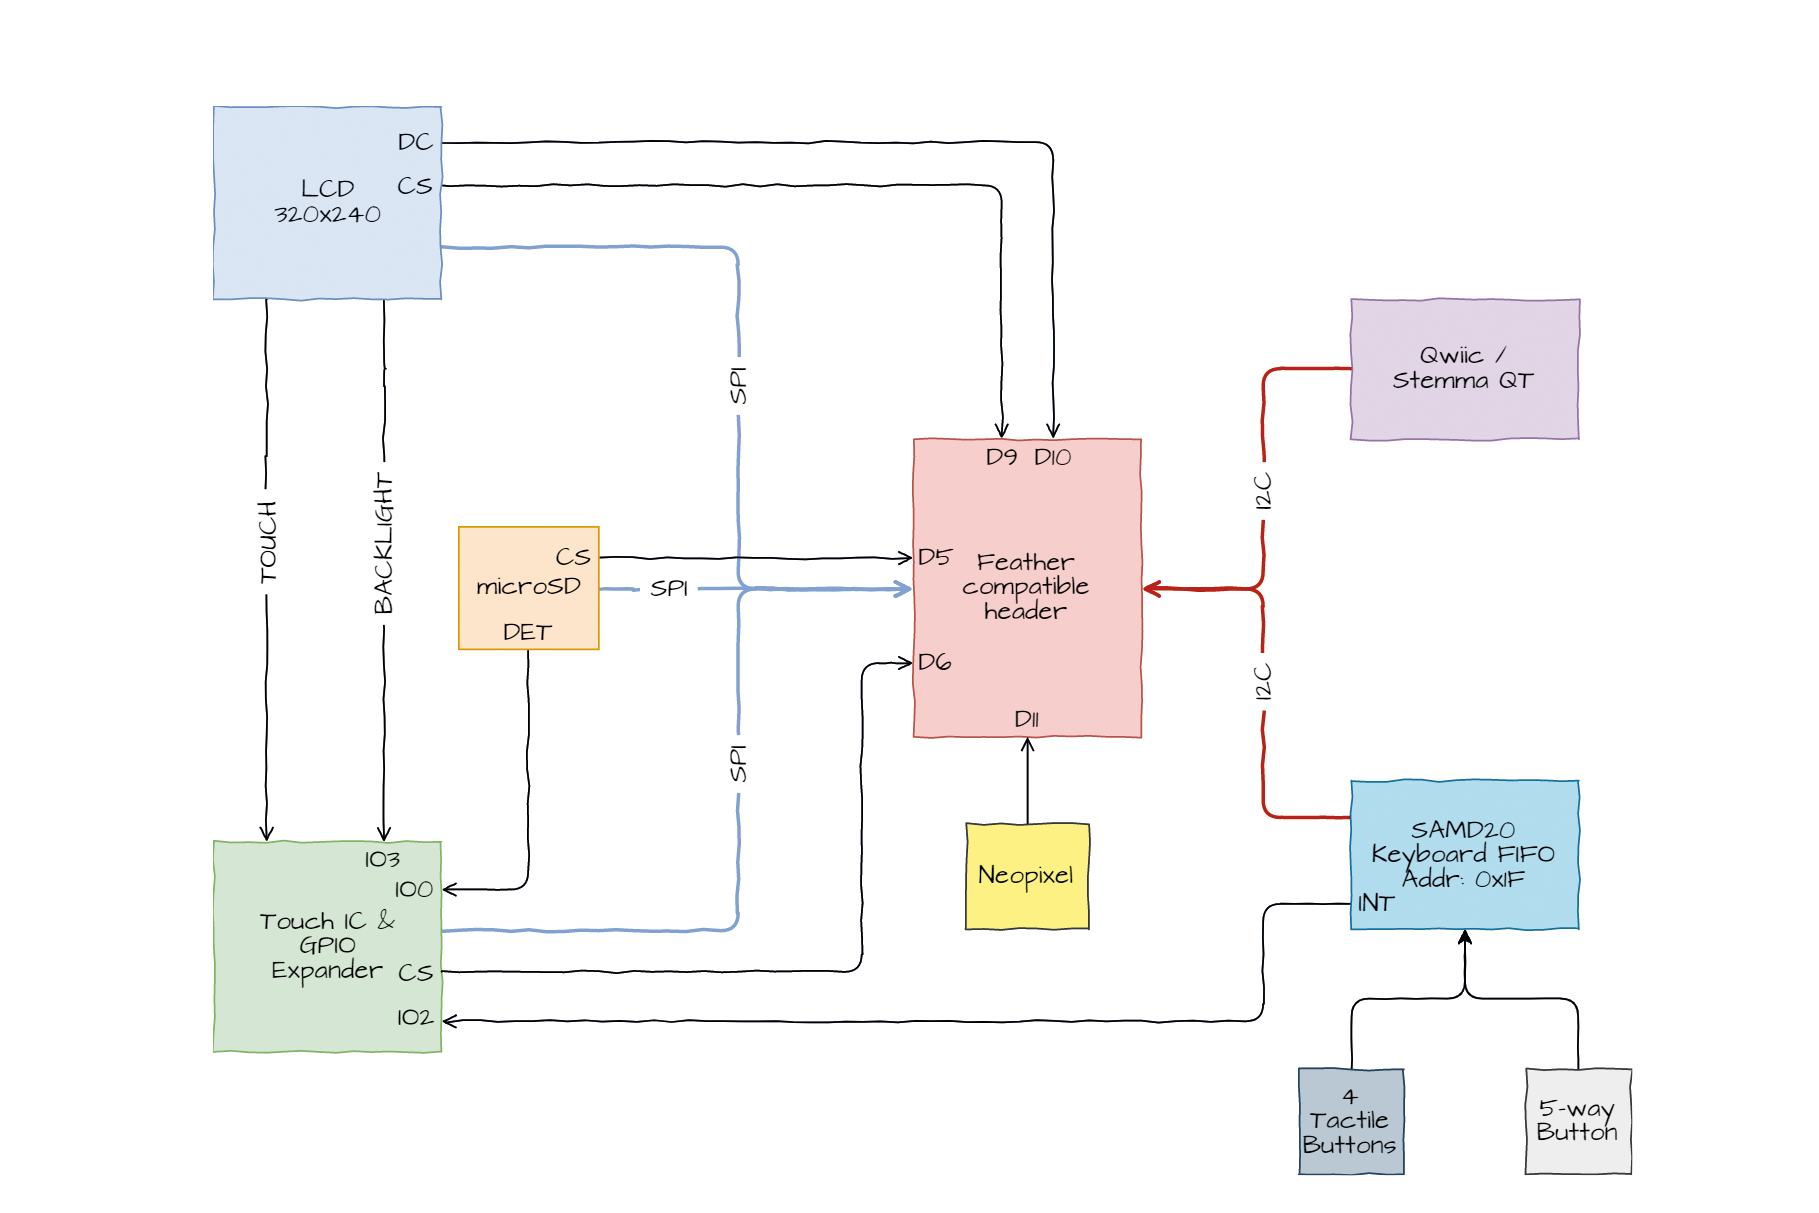 DC
LCD
320x240
CS
SPI
Qwiic /
Stemma QT
D9 D10
I2C
TOUCH
BACKLIGHT
CS
microSD
DET
SPI
D5
Feather
compatible
header
D6
D11
I2C
SPI
IO3
IO0
Touch IC &
GPIO
Expander
CS
IO2
Neopixel
SAMD20
Keyboard FIFO
Addr: 0x1F
INT
4
Tactile
Buttons
5-way
Button